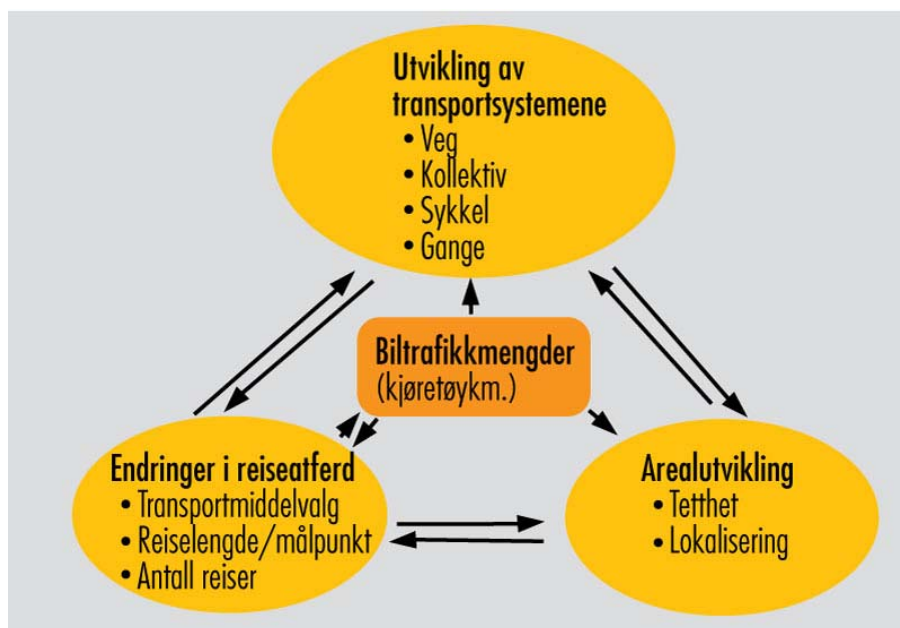 Utvikling av
transportsystemene
• Veg
• Kollektiv
• Sykkel
• Gange
Biltrafikkmengder
(kjøretøykm.)
Endringer i reiseatferd
• Transportmiddelvalg
• Reiselengde/målpunkt
• Antall reiser
Arealutvikling
• Tetthet
• Lokalisering